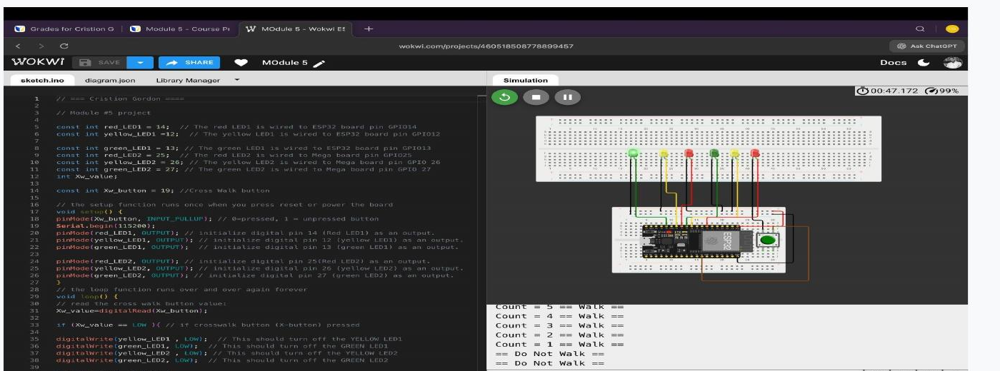 Grades for Cristion G
Module 5 - Course Pr
MOdule 5 - Wokwi ES
wokwi.com/projects/460518508778899457
Ask ChatGPT
WOKWI
SAVE
SHARE
MOdule 5
Docs
sketch.ino
diagram.json
Library Manager
Simulation
00:47.172
99%
1 // === Cristion Gordon ====
2
3 // Module #5 project
4
5 const int red_LED1 = 14; // The red LED1 is wired to ESP32 board pin GPIO14
6 const int yellow_LED1 =12; // The yellow LED1 is wired to ESP32 board pin GPIO12
7
8 const int green_LED1 = 13; // The green LED1 is wired to ESP32 board pin GPIO13
9 const int red_LED2 = 25; // The red LED2 is wired to Mega board pin GPIO25
10 const int yellow_LED2 = 26; // The yellow LED2 is wired to Mega board pin GPIO 26
11 const int green_LED2 = 27; // The green LED2 is wired to Mega board pin GPIO 27
12 int Xw_value;
13
14 const int Xw_button = 19; //Cross Walk button
15
16 // the setup function runs once when you press reset or power the board
17 void setup() {
18 pinMode(Xw_button, INPUT_PULLUP); // 0=pressed, 1 = unpressed button
19 Serial.begin(115200);
20 pinMode(red_LED1, OUTPUT); // initialize digital pin 14 (Red LED1) as an output.
21 pinMode(yellow_LED1, OUTPUT); // initialize digital pin 12 (yellow LED1) as an output.
22 pinMode(green_LED1, OUTPUT); // initialize digital pin 13 (green LED1) as an output.
23
24 pinMode(red_LED2, OUTPUT); // initialize digital pin 25(Red LED2) as an output.
25 pinMode(yellow_LED2, OUTPUT); // initialize digital pin 26 (yellow LED2) as an output.
26 pinMode(green_LED2, OUTPUT); // initialize digital pin 27 (green LED2) as an output.
27 }
28 // the loop function runs over and over again forever
29 void loop() {
30 // read the cross walk button value:
31 Xw_value=digitalRead(Xw_button);
32
33 if (Xw_value == LOW ){ // if crosswalk button (X-button) pressed
34
35 digitalWrite(yellow_LED1 , LOW); // This should turn off the YELLOW LED1
36 digitalWrite(green_LED1, LOW); // This should turn off the GREEN LED1
37 digitalWrite(yellow_LED2 , LOW); // This should turn off the YELLOW LED2
38 digitalWrite(green_LED2, LOW); // This should turn off the GREEN LED2
39
ESP32
Count = 5 == Walk ==
Count = 4 == Walk ==
Count = 3 == Walk ==
Count = 2 == Walk ==
Count = 1 == Walk ==
== Do Not Walk ==
== Do Not Walk ==